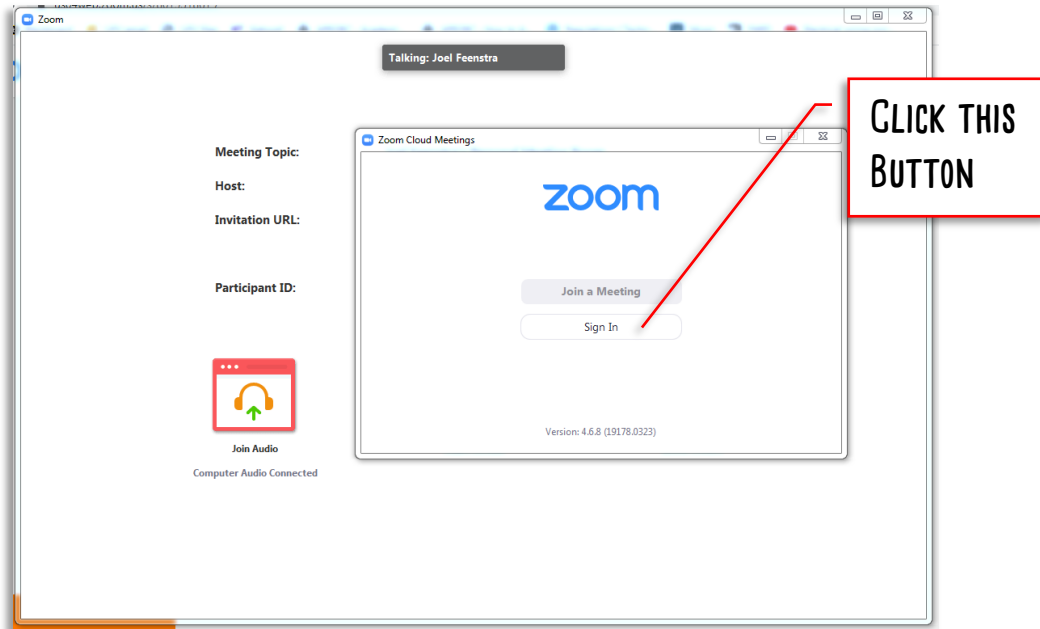 Zoom
Talking: Joel Feenstra
CLICK THIS
BUTTON
Zoom Cloud Meetings
Meeting Topic:
zoom
Host:
Invitation URL:
Participant ID:
Join a Meeting
Sign In
Version: 4.6.8 (19178.0323)
Join Audio
Computer Audio Connected